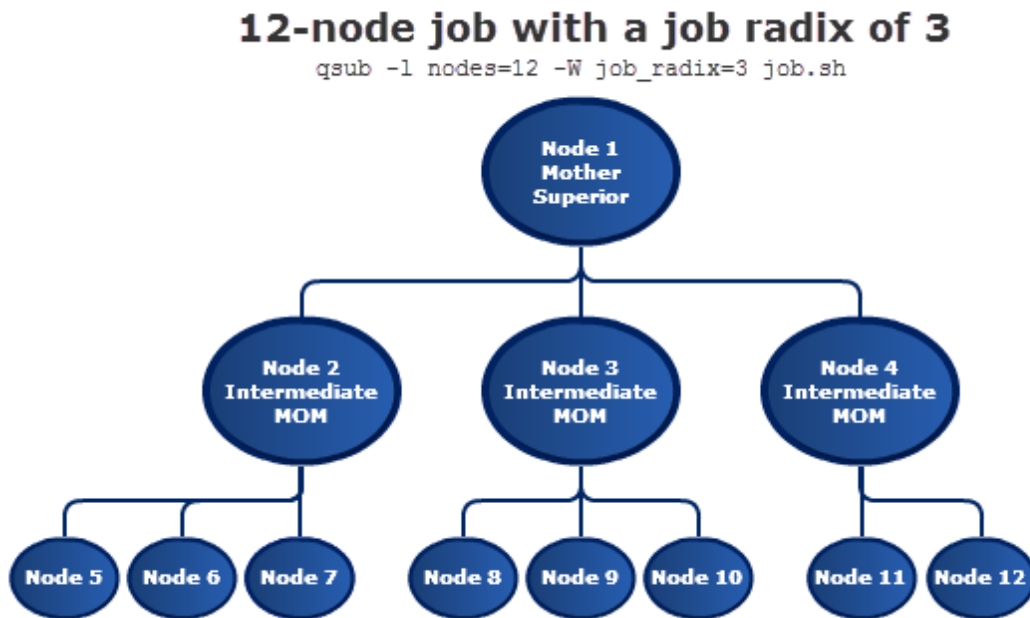 12-node job with a job radix of 3
qsub -l nodes=12 -W job_radix=3 job.sh
Node 1
Mother
Superior
Node 2
Intermediate
MOM
Node 3
Intermediate
MOM
Node 4
Intermediate
MOM
Node 5
Node 6
Node 7
Node 8
Node 9
Node 10
Node 11
Node 12